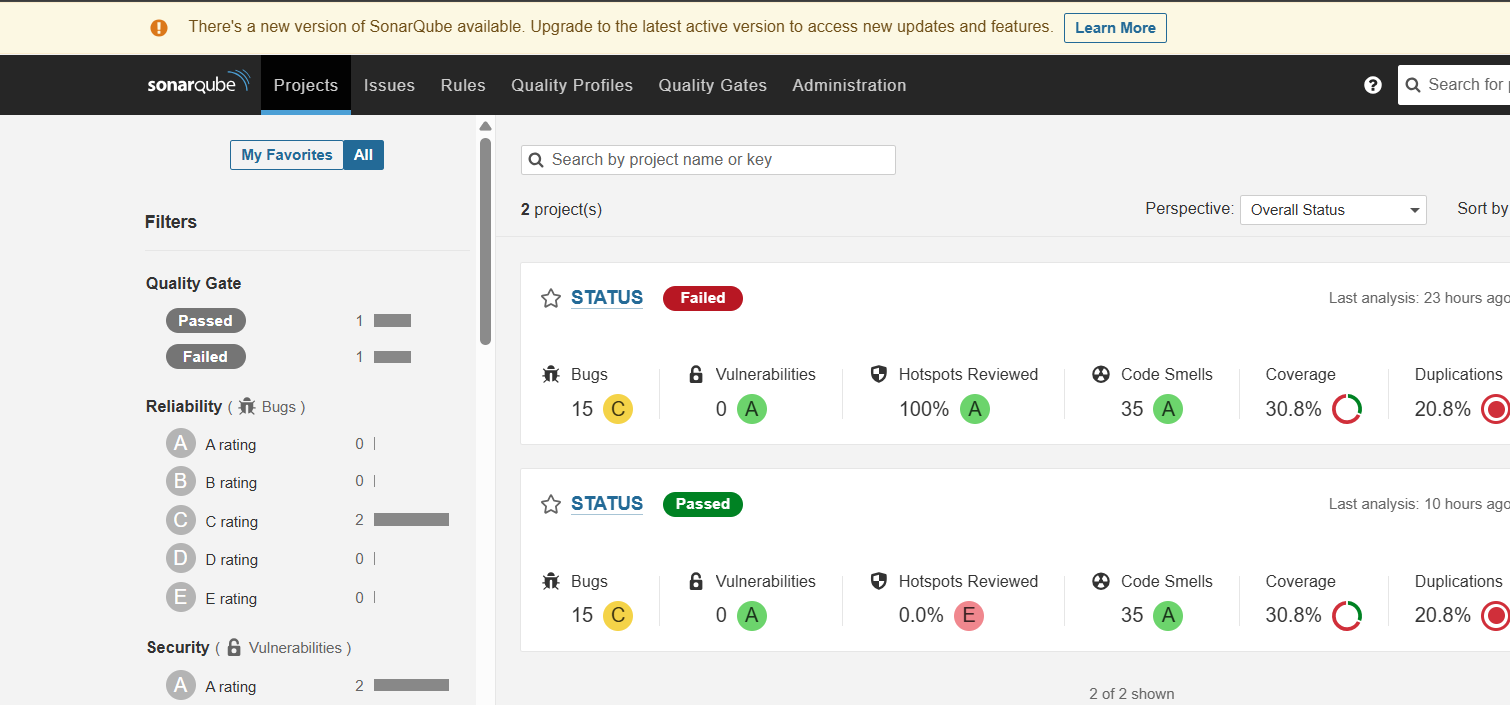 There's a new version of SonarQube available. Upgrade to the latest active version to access new updates and features. Learn More
sonarqube Projects Issues Rules Quality Profiles Quality Gates Administration ? Search for
My Favorites All
Search by project name or key
2 project(s) Perspective: Overall Status Sort by
Filters
Quality Gate
Passed 1
Failed 1
Reliability ( Bugs )
A A rating 0
B B rating 0
C C rating 2
D D rating 0
E E rating 0
Security ( Vulnerabilities )
A A rating 2
STATUS Failed Last analysis: 23 hours ago
Bugs Vulnerabilities Hotspots Reviewed Code Smells Coverage Duplications
15 C 0 A 100% A 35 A 30.8% 20.8%
STATUS Passed Last analysis: 10 hours ago
Bugs Vulnerabilities Hotspots Reviewed Code Smells Coverage Duplications
15 C 0 A 0.0% E 35 A 30.8% 20.8%
2 of 2 shown